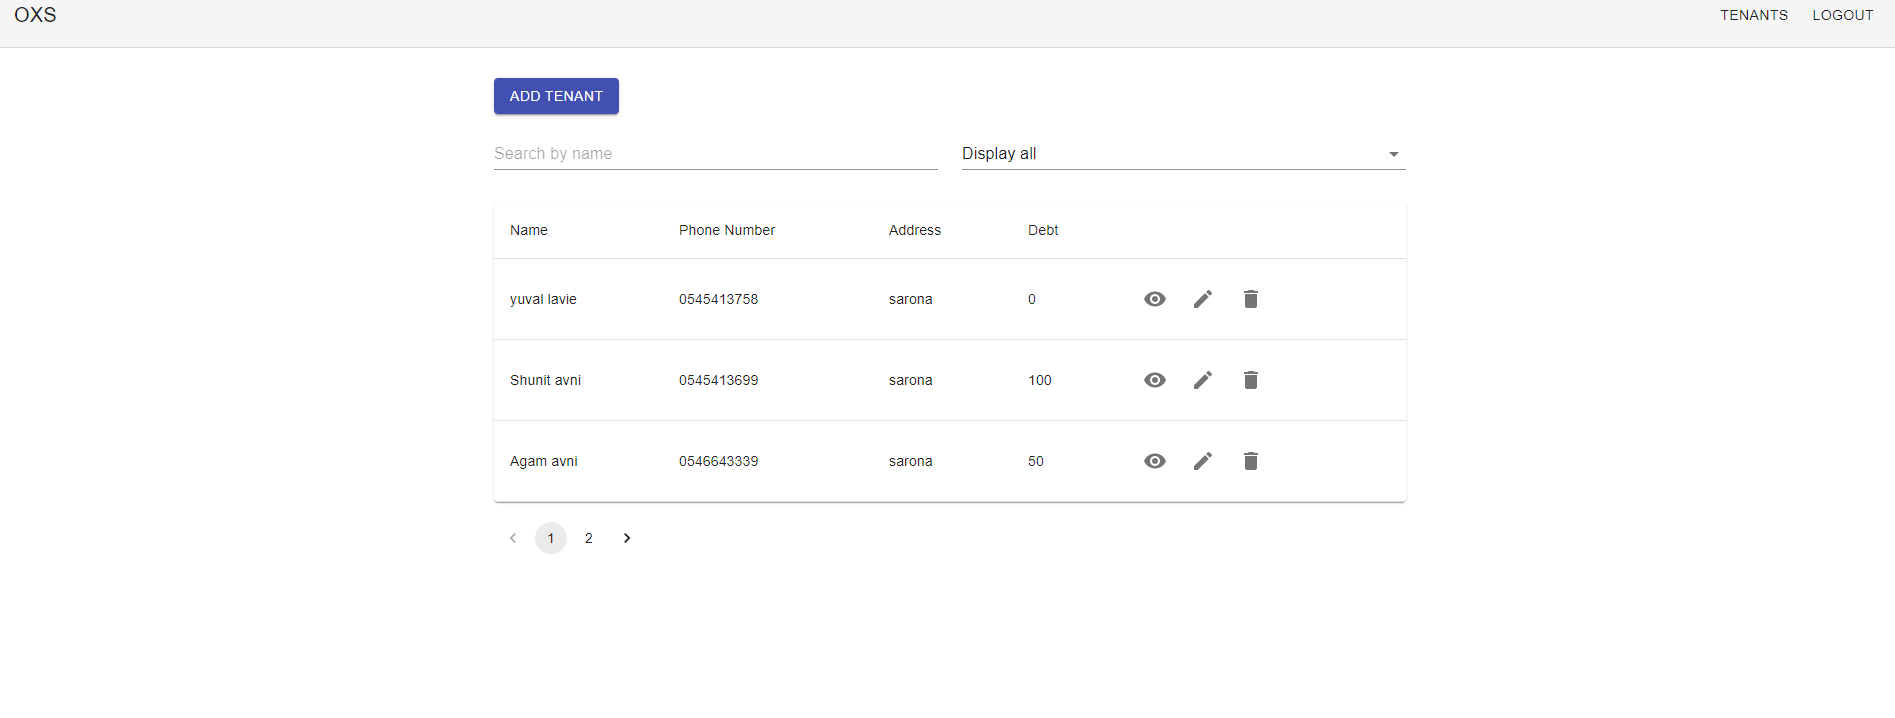 OXS TENANTS LOGOUT
ADD TENANT
Search by name Display all
Name Phone Number Address Debt
yuval lavie 0545413758 sarona 0
Shunit avni 0545413699 sarona 100
Agam avni 0546643339 sarona 50
1 2